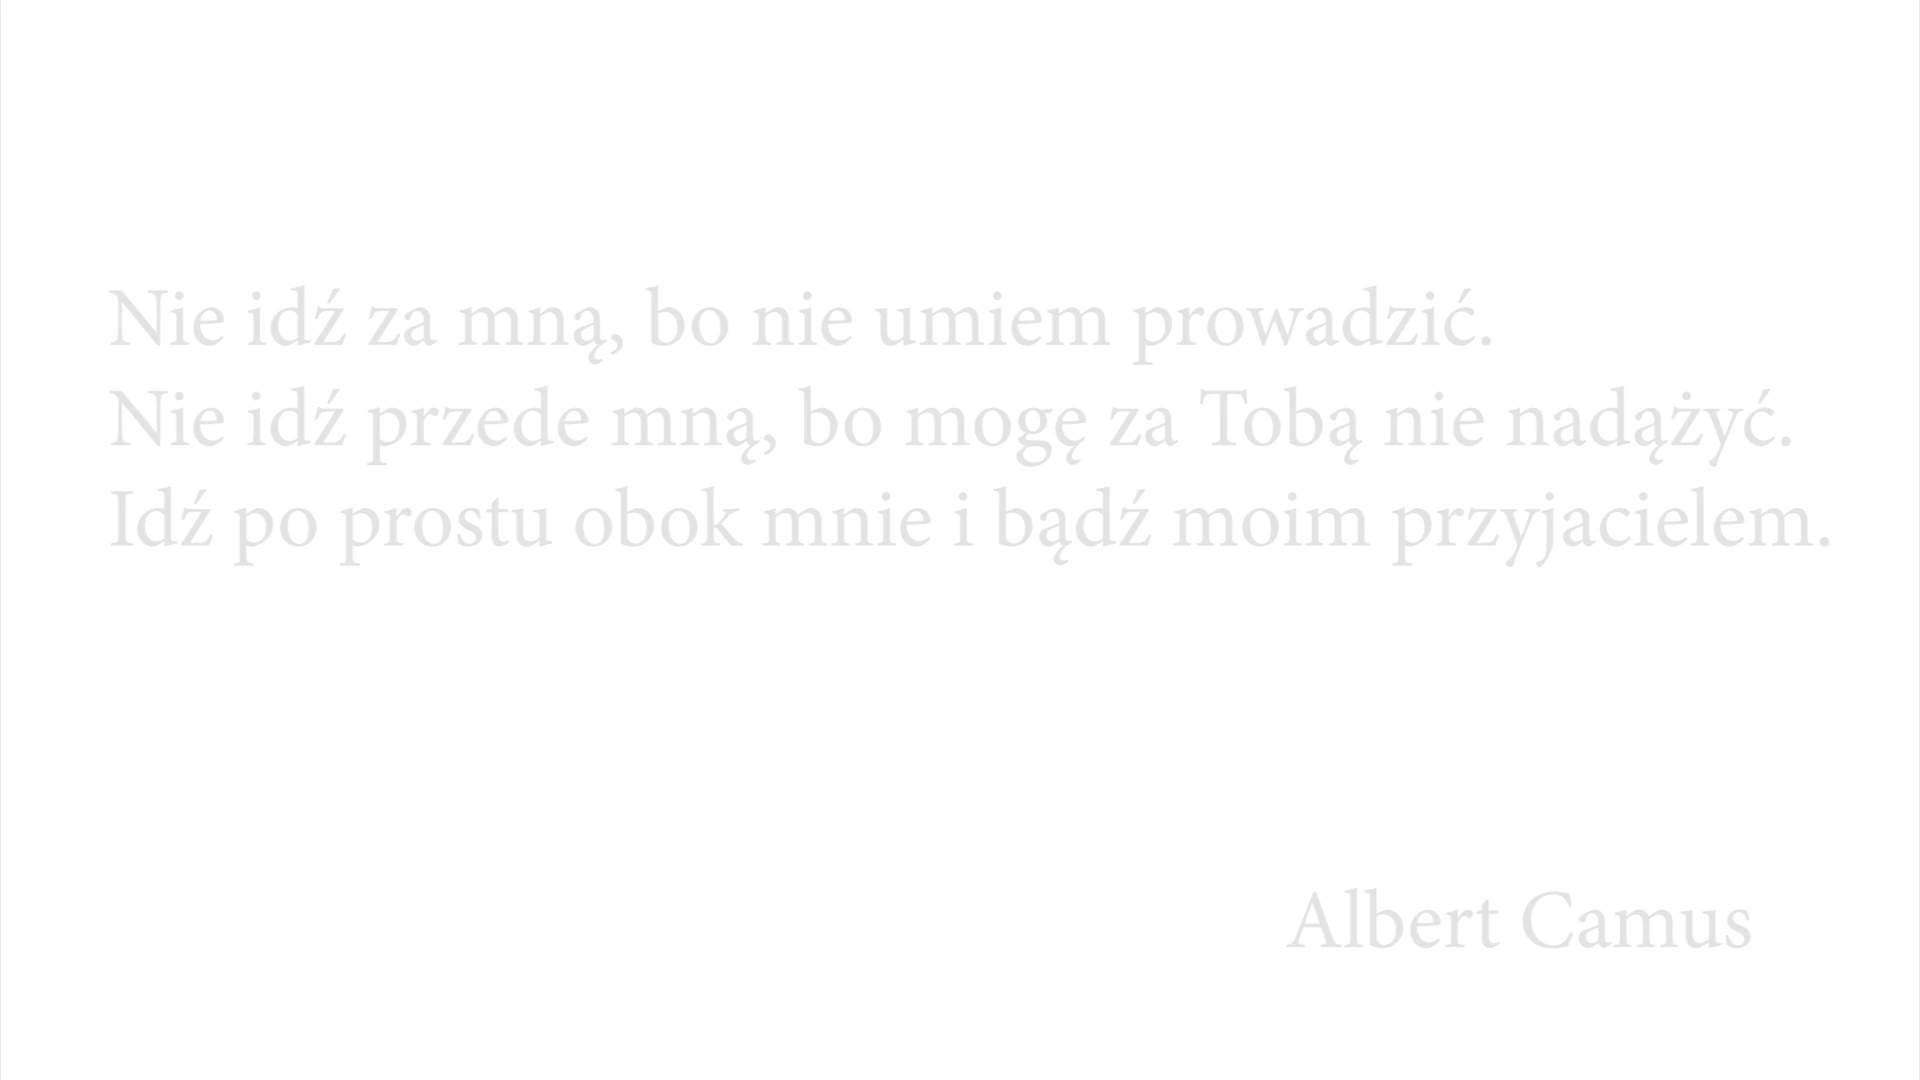 Nie idź za mną, bo nie umiem prowadzić.
Nie idź przede mną, bo mogę za Tobą nie nadążyć.
Idź po prostu obok mnie i bądź moim przyjacielem.
Albert Camus